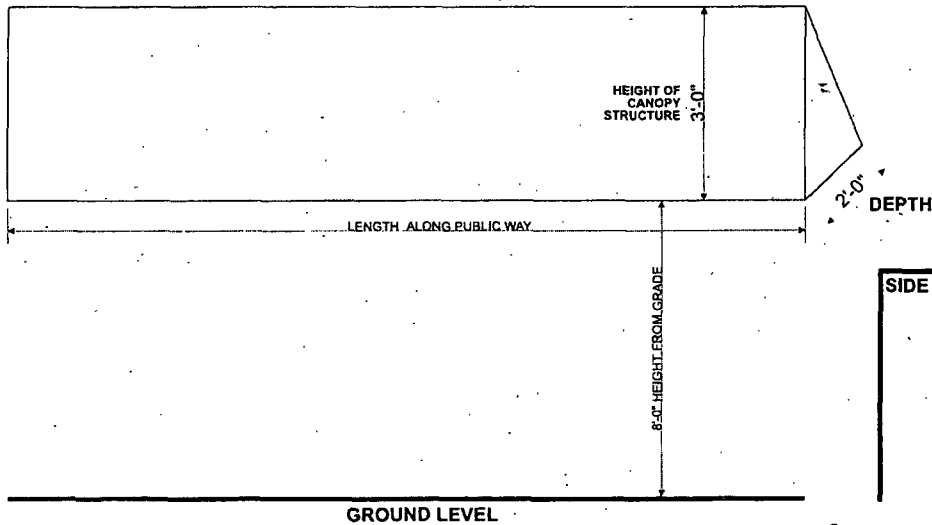 HEIGHT OF
CANOPY
STRUCTURE
3'-0"
2'-0"
DEPTH
LENGTH ALONG PUBLIC WAY
SIDE
8'-0" HEIGHT FROM GRADE
GROUND LEVEL